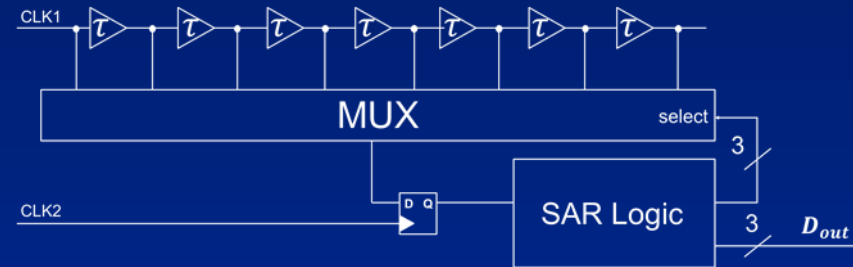 CLK1 τ τ τ τ τ τ τ
MUX select
3
D Q
SAR Logic
CLK2
3 Dout